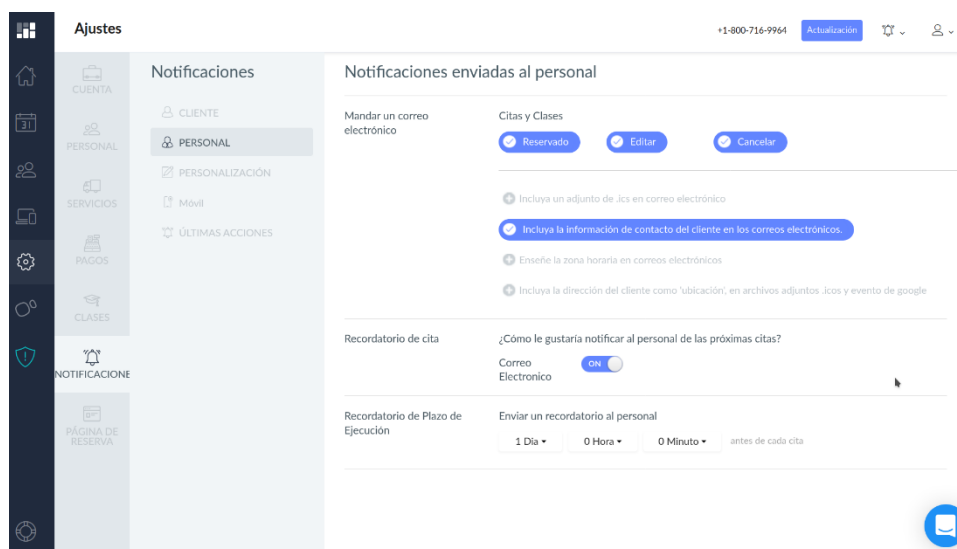 Ajustes
+1-800-716-9964
Actualización
CUENTA
PERSONAL
SERVICIOS
PAGOS
CLASES
NOTIFICACIONE
PÁGINA DE
RESERVA
31
Notificaciones
CLIENTE
PERSONAL
PERSONALIZACIÓN
Móvil
ÚLTIMAS ACCIONES
Notificaciones enviadas al personal
Mandar un correo
electrónico
Citas y Clases
Reservado
Editar
Cancelar
Incluya un adjunto de .ics en correo electrónico
Incluya la información de contacto del cliente en los correos electrónicos.
Enseñe la zona horaria en correos electrónicos
Incluya la dirección del cliente como 'ubicación', en archivos adjuntos .icos y evento de google
Recordatorio de cita
¿Cómo le gustaría notificar al personal de las próximas citas?
Correo
Electronico
ON
Recordatorio de Plazo de
Ejecución
Enviar un recordatorio al personal
1 Día
0 Hora
0 Minuto
antes de cada cita